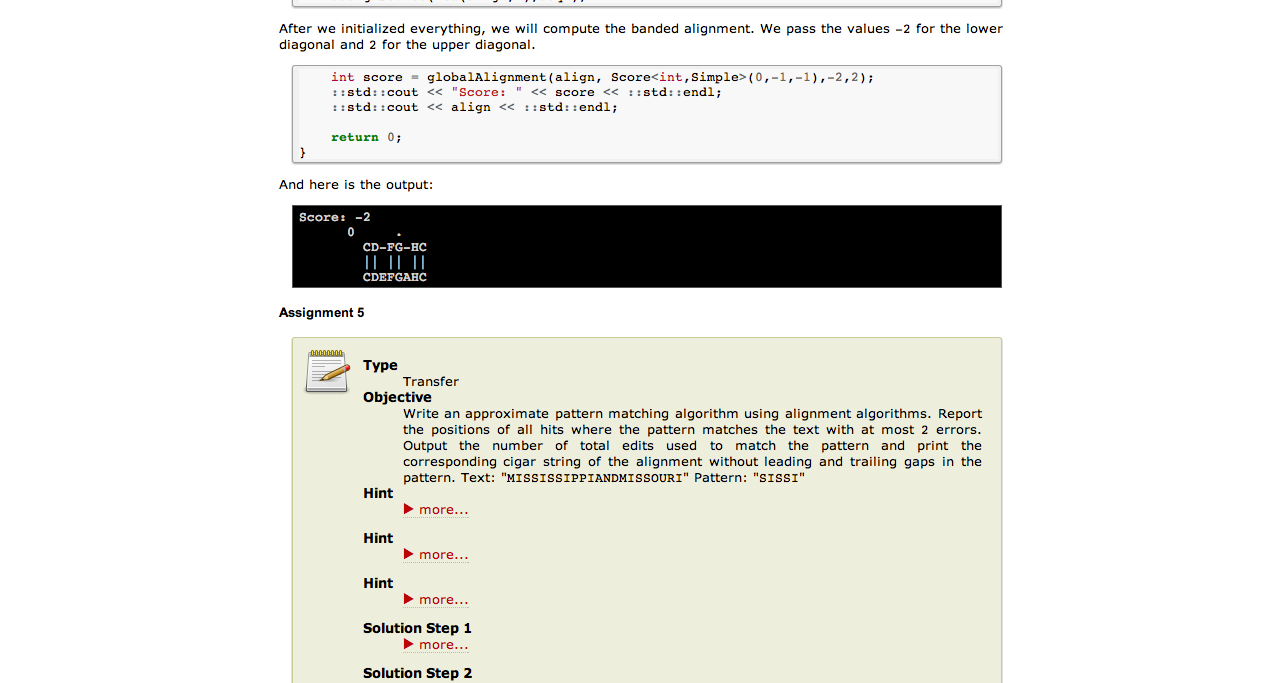 After we initialized everything, we will compute the banded alignment. We pass the values -2 for the lower
diagonal and 2 for the upper diagonal.
int score = globalAlignment(align, Score<int,Simple>(0,-1,-1),-2,2);
::std::cout << "Score: " << score << ::std::endl;
::std::cout << align << ::std::endl;
return 0;
}
And here is the output:
Score: -2
0 .
CD-FG-HC
|| || ||
CDEFGAHC
Assignment 5
Type
Transfer
Objective
Write an approximate pattern matching algorithm using alignment algorithms. Report
the positions of all hits where the pattern matches the text with at most 2 errors.
Output the number of total edits used to match the pattern and print the
corresponding cigar string of the alignment without leading and trailing gaps in the
pattern. Text: "MISSISSIPPIANDMISSOURI" Pattern: "SISSI"
Hint
more...
Hint
more...
Hint
more...
Solution Step 1
more...
Solution Step 2